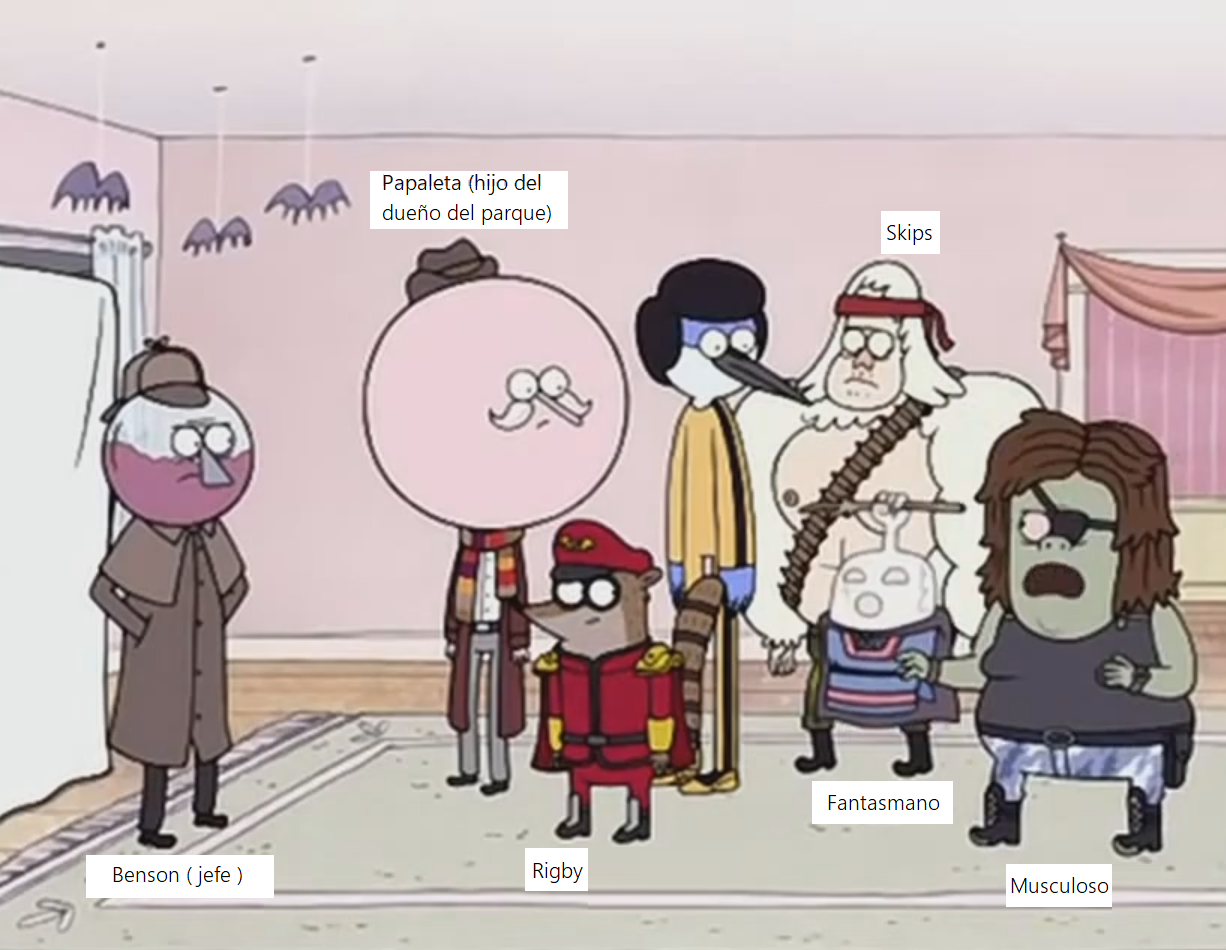 Papaleta (hijo del
dueño del parque)
Skips
Fantasmano
Benson ( jefe )
Rigby
Musculoso